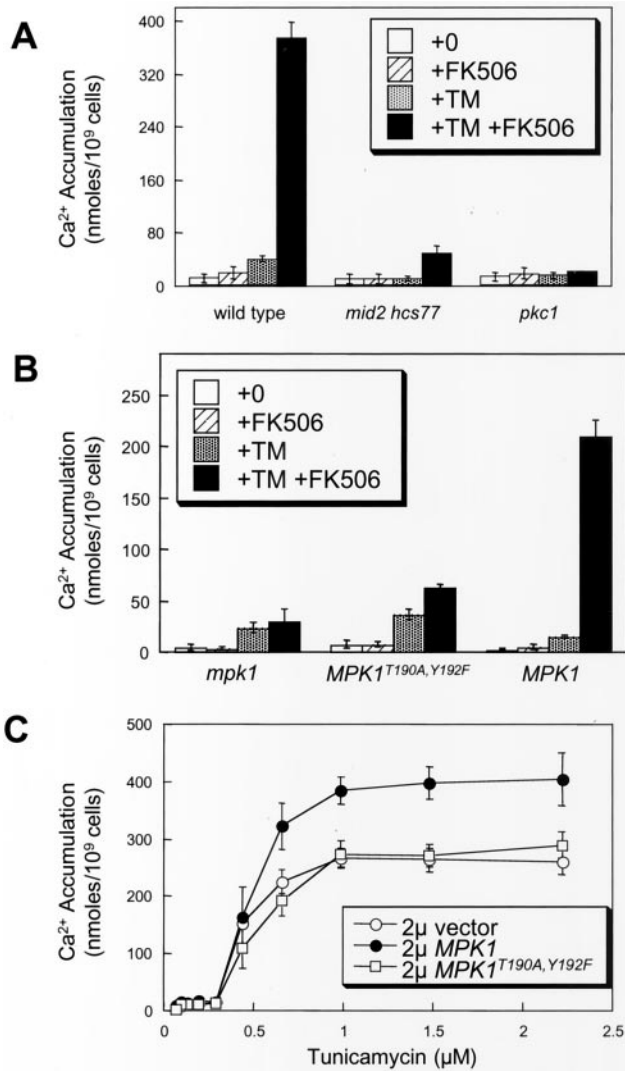 A
Ca²⁺ Accumulation
(nmoles/10⁹ cells)
400
320
240
160
80
0
+0
+FK506
+TM
+TM +FK506
wild type
mid2 hcs77
pkc1
B
Ca²⁺ Accumulation
(nmoles/10⁹ cells)
250
200
150
100
50
0
+0
+FK506
+TM
+TM +FK506
mpk1
MPK1ᵀ¹⁹⁰ᴬ,ʸ¹⁹²ᶠ
MPK1
C
Ca²⁺ Accumulation
(nmoles/10⁹ cells)
500
400
300
200
100
0
2µ vector
2µ MPK1
2µ MPK1ᵀ¹⁹⁰ᴬ,ʸ¹⁹²ᶠ
0 0.5 1 1.5 2 2.5
Tunicamycin (µM)